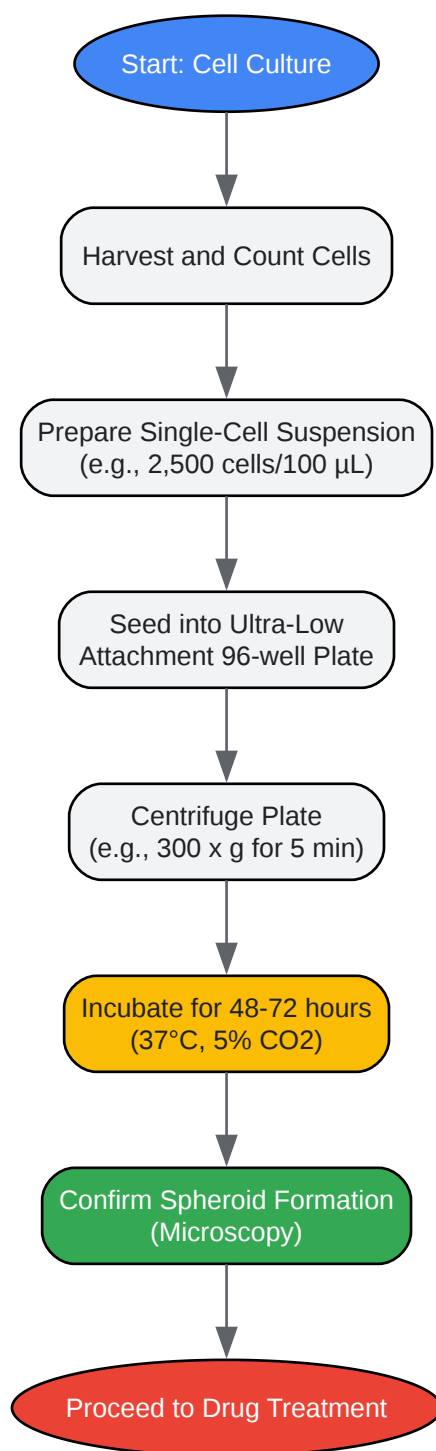 Start: Cell Culture
Harvest and Count Cells
Prepare Single-Cell Suspension
(e.g., 2,500 cells/100 µL)
Seed into Ultra-Low
Attachment 96-well Plate
Centrifuge Plate
(e.g., 300 x g for 5 min)
Incubate for 48-72 hours
(37°C, 5% CO2)
Confirm Spheroid Formation
(Microscopy)
Proceed to Drug Treatment